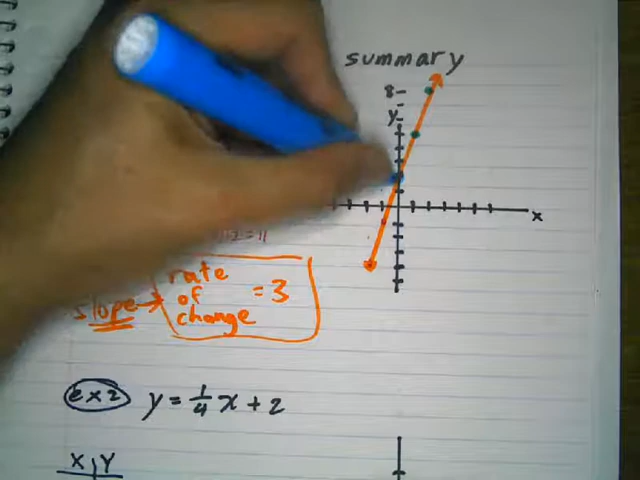 summary
8
y
x
slope → rate
of = 3
change
ex 2 y = 1/4 x + 2
X Y